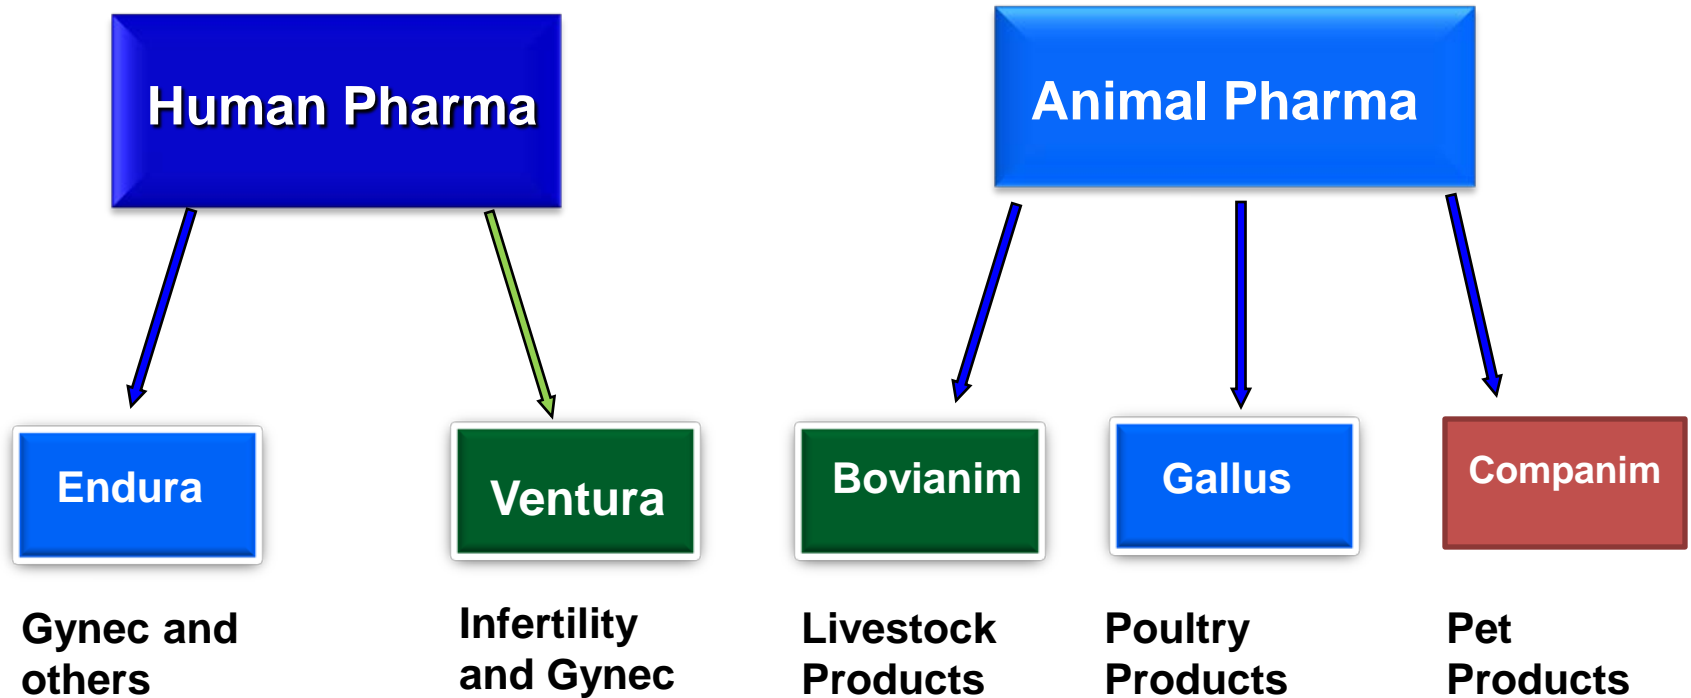 Human Pharma
Animal Pharma
Endura
Ventura
Bovianim
Gallus
Companim
Gynec and
others
Infertility
and Gynec
Livestock
Products
Poultry
Products
Pet
Products